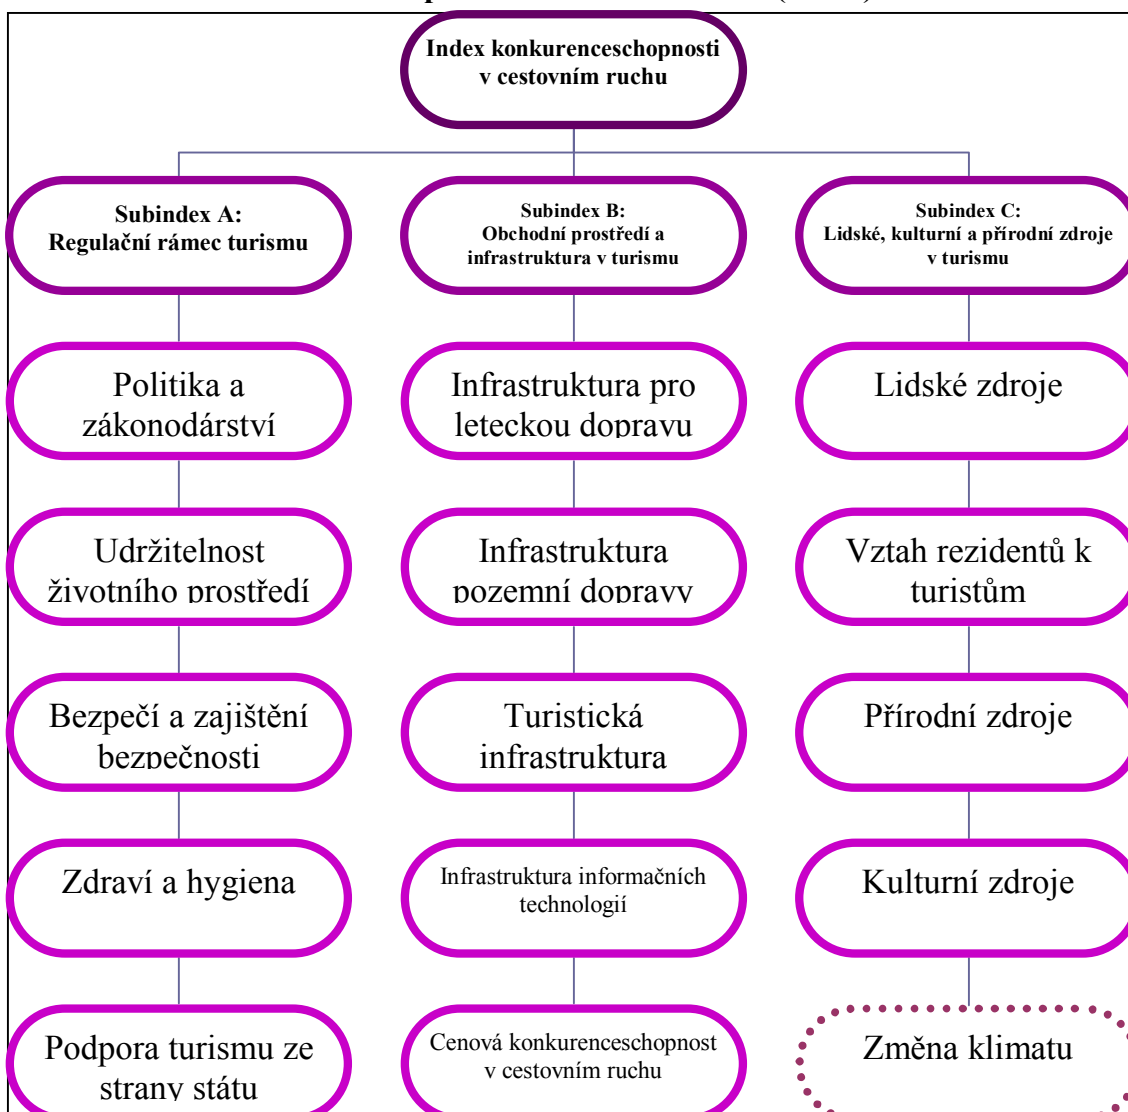 Index konkurenceschopnosti
v cestovním ruchu
Subindex A:
Regulační rámec turismu
Subindex B:
Obchodní prostředí a
infrastruktura v turismu
Subindex C:
Lidské, kulturní a přírodní zdroje
v turismu
Politika a
zákonodárství
Infrastruktura pro
leteckou dopravu
Lidské zdroje
Udržitelnost
životního prostředí
Infrastruktura
pozemní dopravy
Vztah rezidentů k
turistům
Bezpečí a zajištění
bezpečnosti
Turistická
infrastruktura
Přírodní zdroje
Zdraví a hygiena
Infrastruktura informačních
technologií
Kulturní zdroje
Podpora turismu ze
strany státu
Cenová konkurenceschopnost
v cestovním ruchu
Změna klimatu